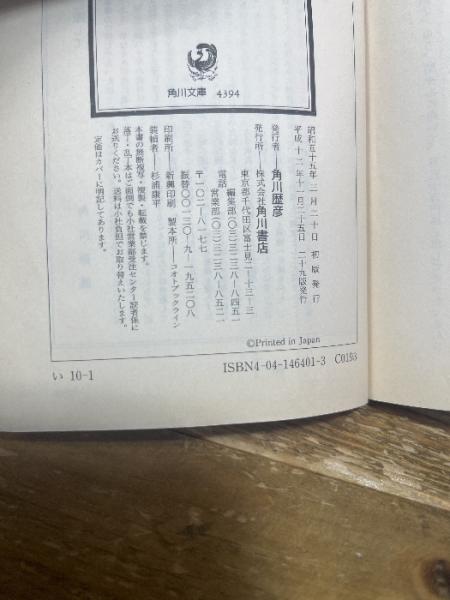 角川文庫 4394
昭和五十五年 二月二十日 初版発行
平成十二年十一月二十五日 二十九版発行
発行者――角川歴彦
発行所――株式会社角川書店
東京都千代田区富士見二―十三―三
電話 編集部(〇三)三二三八―八四五一
営業部(〇三)三二三八―八五二一
〒一〇二―八一七七
振替〇〇一三〇―九―一九五二〇八
印刷所――新興印刷 製本所――コオトブックライン
装幀者――杉浦康平
本書の無断複写・複製・転載を禁じます。
落丁・乱丁本はご面倒でも小社営業部受注センター読者係に
お送りください。送料は小社負担でお取り替えいたします。
定価はカバーに明記してあります。
©Printed in Japan
い 10-1
ISBN4-04-146401-3 C0193